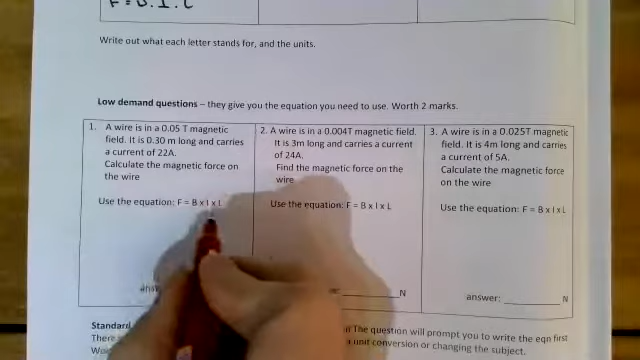 F = B. I. L
Write out what each letter stands for, and the units.
Low demand questions – they give you the equation you need to use. Worth 2 marks.
1. A wire is in a 0.05 T magnetic
field. It is 0.30 m long and carries
a current of 22A.
Calculate the magnetic force on
the wire
Use the equation: F = B x I x L
answ
2. A wire is in a 0.004T magnetic field.
It is 3m long and carries a current
of 24A.
Find the magnetic force on the
wire
Use the equation: F = B x I x L
N
3. A wire is in a 0.025T magnetic
field. It is 4m long and carries
a current of 5A.
Calculate the magnetic force
on the wire
Use the equation: F = B x I x L
answer: __________ N
Standard
The question will prompt you to write the eqn first
a unit conversion or changing the subject.